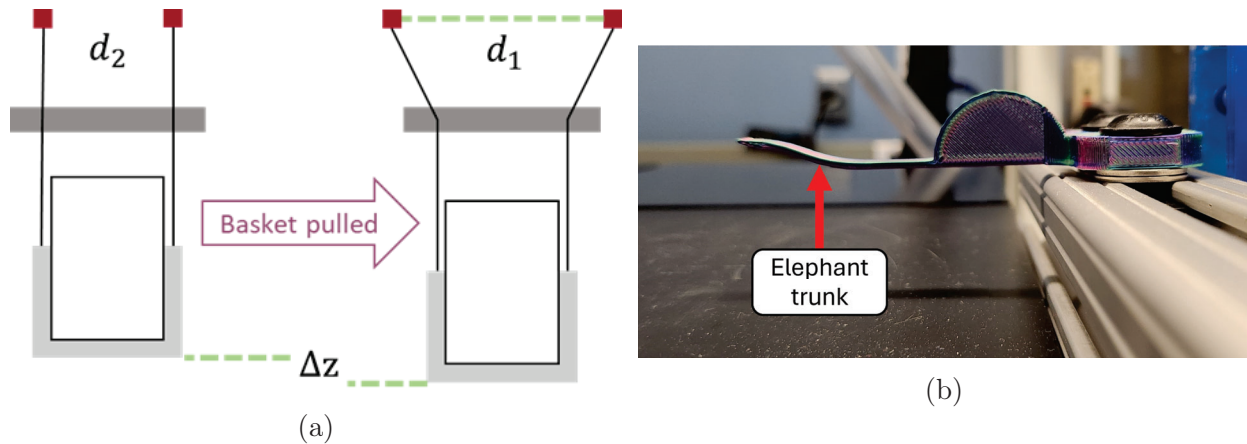 d₂
d₁
Basket pulled
Δz
(a)
Elephant
trunk
(b)